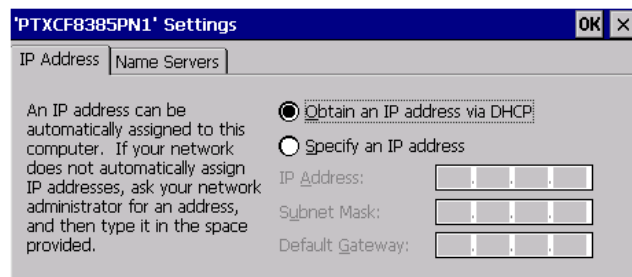 'PTXCF8385PN1' Settings
OK ×
IP Address
Name Servers
An IP address can be
automatically assigned to this
computer. If your network
does not automatically assign
IP addresses, ask your network
administrator for an address,
and then type it in the space
provided.
Obtain an IP address via DHCP
Specify an IP address
IP Address:
Subnet Mask:
Default Gateway: